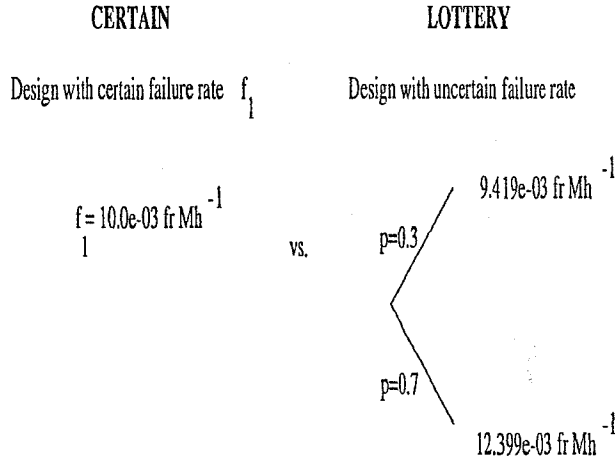 CERTAIN
LOTTERY
Design with certain failure rate f₁
Design with uncertain failure rate
f₁ = 10.0e-03 fr Mh⁻¹
vs.
p=0.3
9.419e-03 fr Mh⁻¹
p=0.7
12.399e-03 fr Mh⁻¹